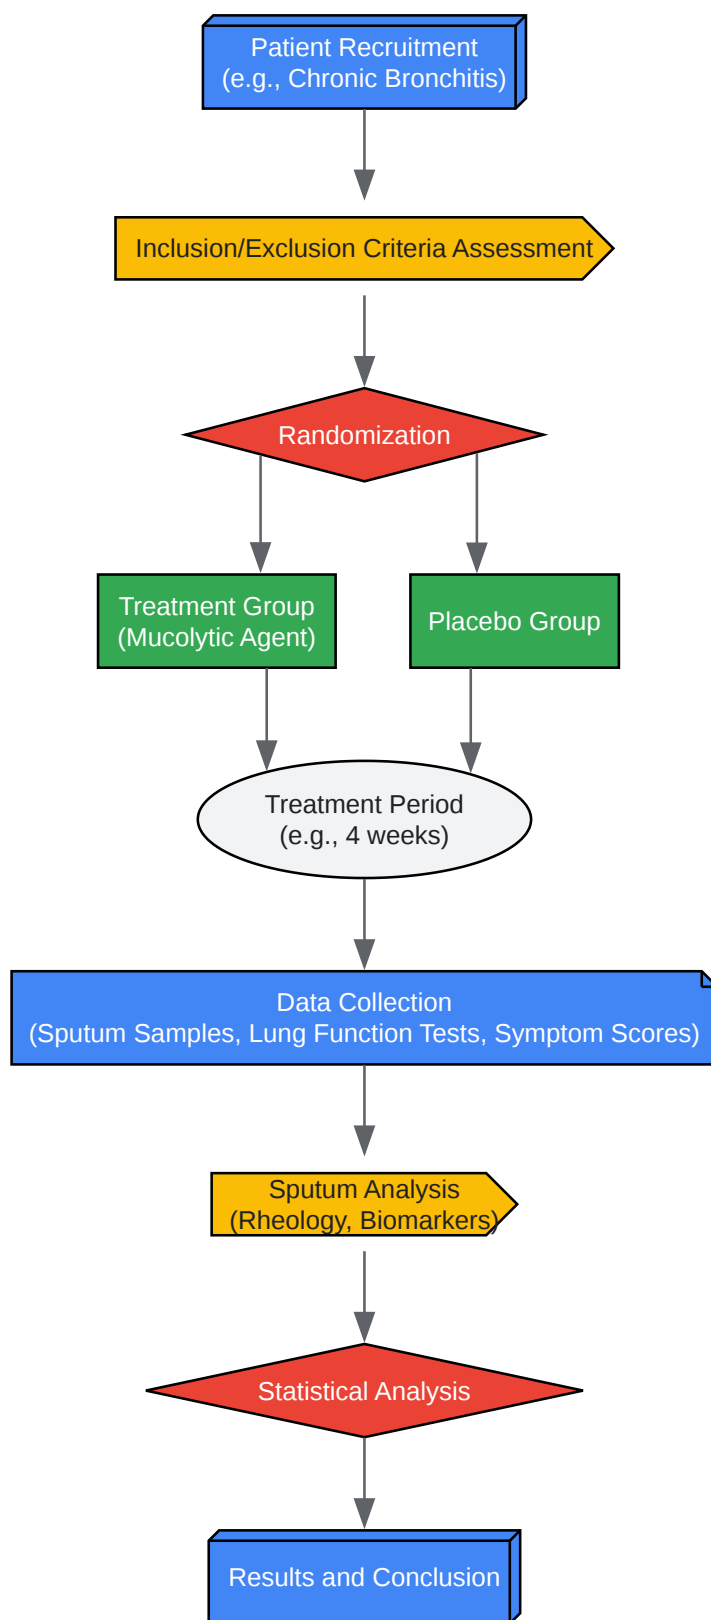 Patient Recruitment
(e.g., Chronic Bronchitis)
Inclusion/Exclusion Criteria Assessment
Randomization
Treatment Group
(Mucolytic Agent)
Placebo Group
Treatment Period
(e.g., 4 weeks)
Data Collection
(Sputum Samples, Lung Function Tests, Symptom Scores)
Sputum Analysis
(Rheology, Biomarkers)
Statistical Analysis
Results and Conclusion